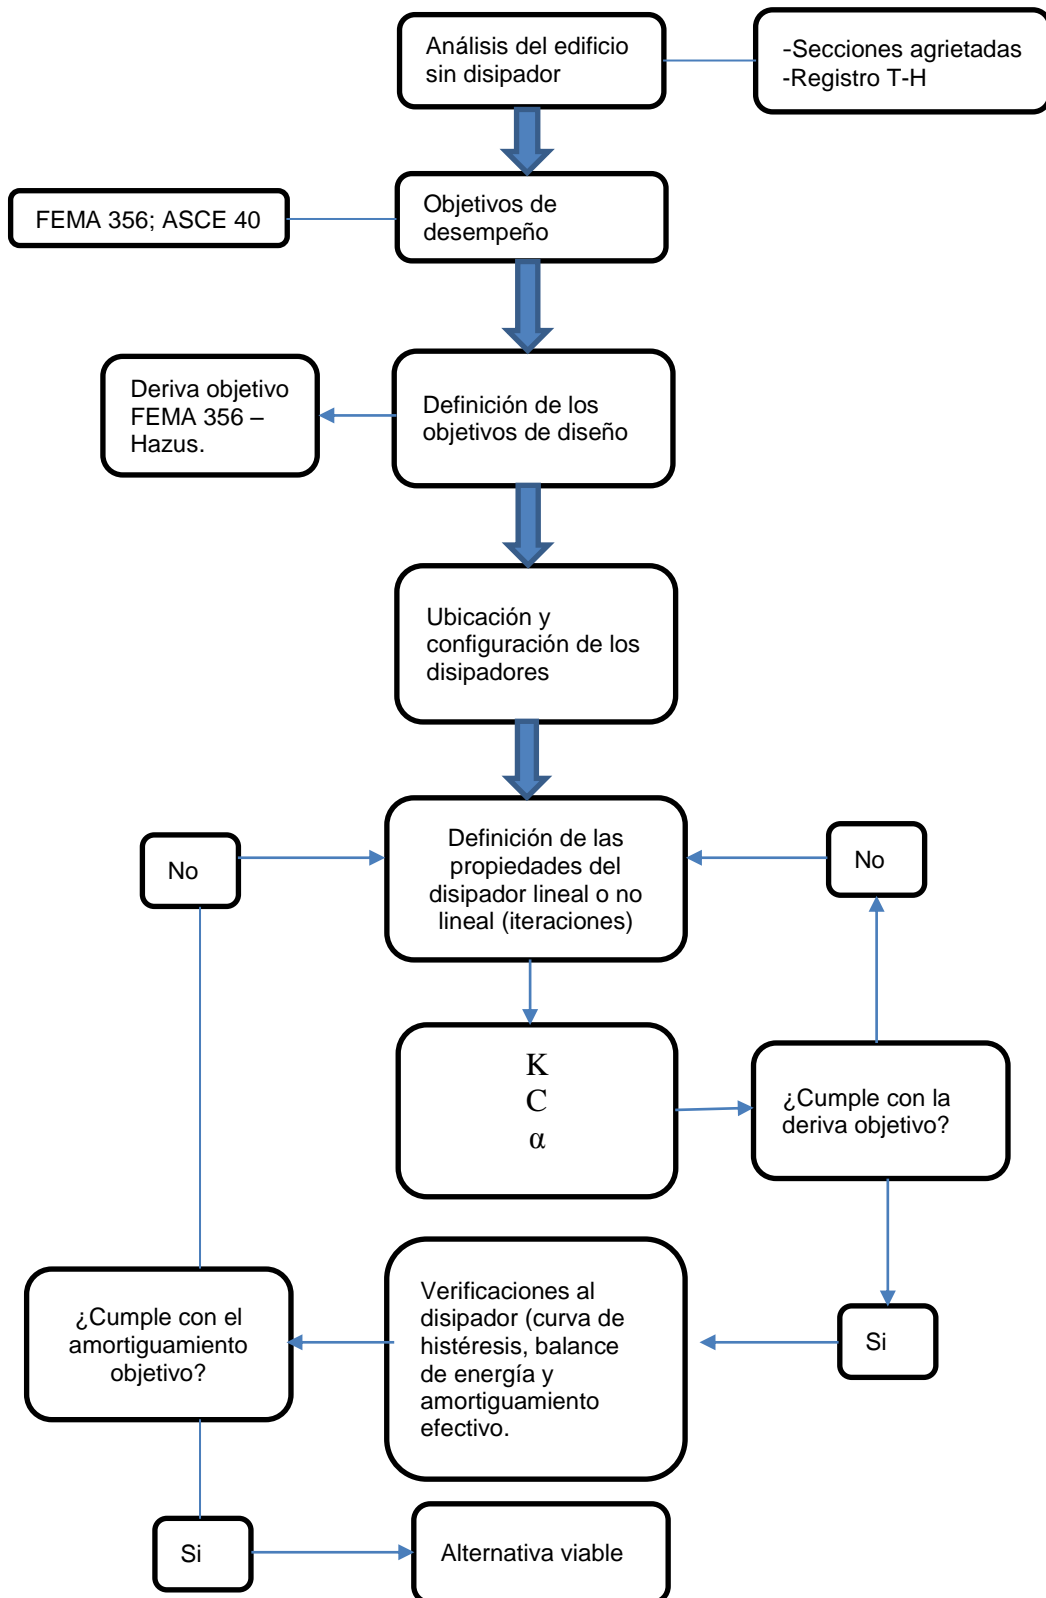 Análisis del edificio
sin disipador
-Secciones agrietadas
-Registro T-H
FEMA 356; ASCE 40
Objetivos de
desempeño
Deriva objetivo
FEMA 356 –
Hazus.
Definición de los
objetivos de diseño
Ubicación y
configuración de los
disipadores
No
Definición de las
propiedades del
disipador lineal o no
lineal (iteraciones)
No
K
C
α
¿Cumple con la
deriva objetivo?
¿Cumple con el
amortiguamiento
objetivo?
Verificaciones al
disipador (curva de
histéresis, balance
de energía y
amortiguamiento
efectivo.
Si
Si
Alternativa viable